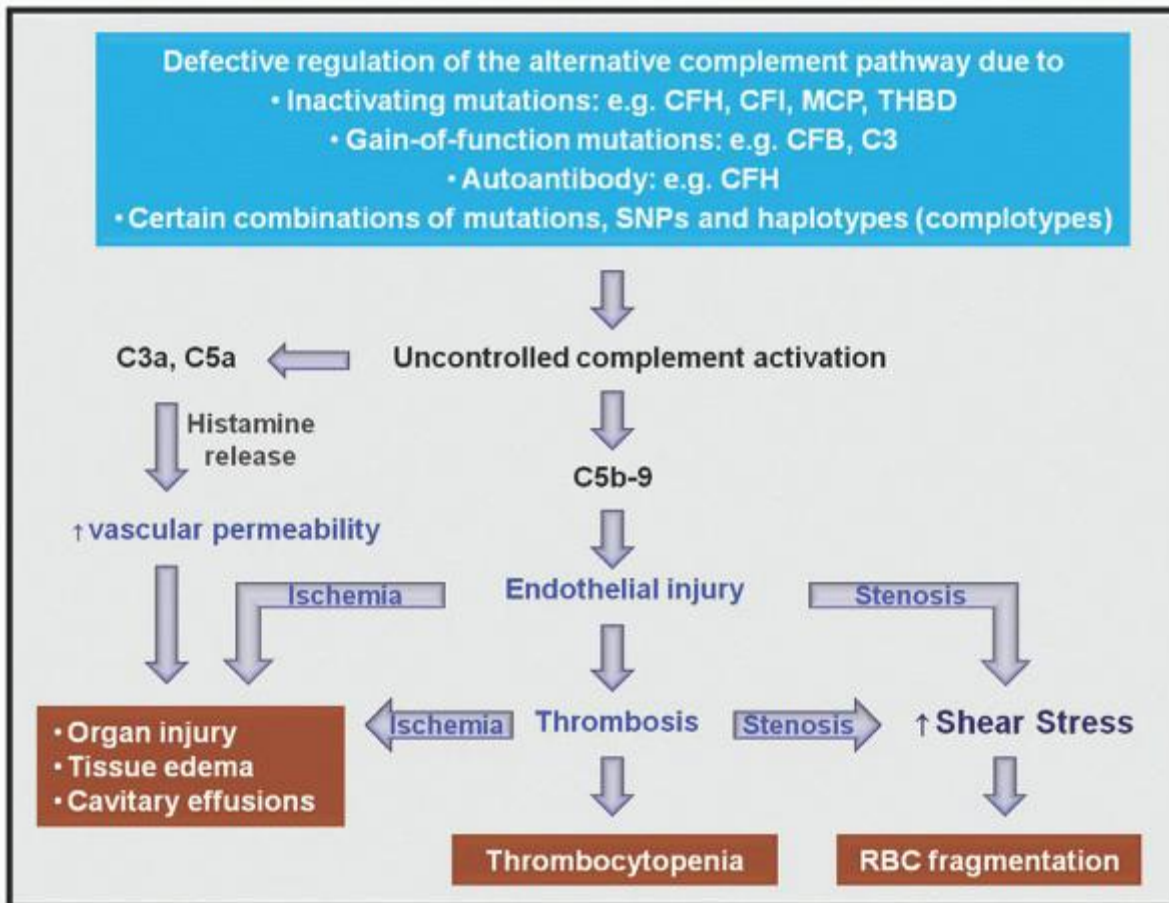 Defective regulation of the alternative complement pathway due to
• Inactivating mutations: e.g. CFH, CFI, MCP, THBD
• Gain-of-function mutations: e.g. CFB, C3
• Autoantibody: e.g. CFH
• Certain combinations of mutations, SNPs and haplotypes (complotypes)
C3a, C5a
Uncontrolled complement activation
Histamine
release
C5b-9
↑ vascular permeability
Ischemia
Endothelial injury
Stenosis
• Organ injury
• Tissue edema
• Cavitary effusions
Ischemia
Thrombosis
Stenosis
↑ Shear Stress
Thrombocytopenia
RBC fragmentation